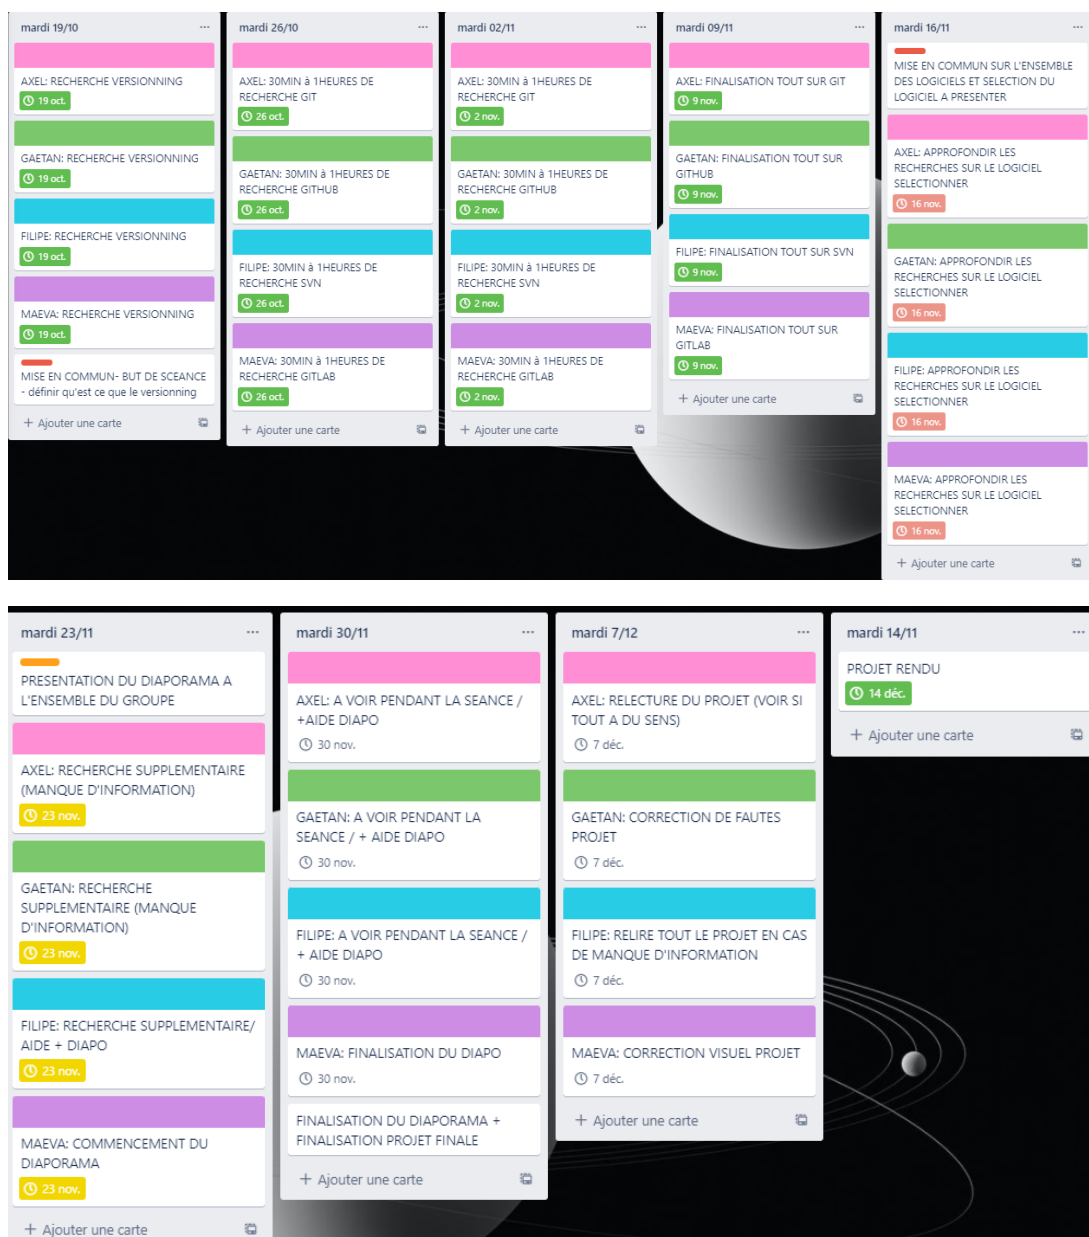 mardi 19/10
AXEL: RECHERCHE VERSIONNING
19 oct.
GAETAN: RECHERCHE VERSIONNING
19 oct.
FILIPE: RECHERCHE VERSIONNING
19 oct.
MAEVA: RECHERCHE VERSIONNING
19 oct.
MISE EN COMMUN- BUT DE SCEANCE
- définir qu'est ce que le versionning
+ Ajouter une carte
mardi 26/10
AXEL: 30MIN à 1HEURES DE
RECHERCHE GIT
26 oct.
GAETAN: 30MIN à 1HEURES DE
RECHERCHE GITHUB
26 oct.
FILIPE: 30MIN à 1HEURES DE
RECHERCHE SVN
26 oct.
MAEVA: 30MIN à 1HEURES DE
RECHERCHE GITLAB
26 oct.
+ Ajouter une carte
mardi 02/11
AXEL: 30MIN à 1HEURES DE
RECHERCHE GIT
2 nov.
GAETAN: 30MIN à 1HEURES DE
RECHERCHE GITHUB
2 nov.
FILIPE: 30MIN à 1HEURES DE
RECHERCHE SVN
2 nov.
MAEVA: 30MIN à 1HEURES DE
RECHERCHE GITLAB
2 nov.
+ Ajouter une carte
mardi 09/11
AXEL: FINALISATION TOUT SUR GIT
9 nov.
GAETAN: FINALISATION TOUT SUR
GITHUB
9 nov.
FILIPE: FINALISATION TOUT SUR SVN
9 nov.
MAEVA: FINALISATION TOUT SUR
GITLAB
9 nov.
+ Ajouter une carte
mardi 16/11
MISE EN COMMUN SUR L'ENSEMBLE
DES LOGICIELS ET SELECTION DU
LOGICIEL A PRESENTER
AXEL: APPROFONDIR LES
RECHERCHES SUR LE LOGICIEL
SELECTIONNER
16 nov.
GAETAN: APPROFONDIR LES
RECHERCHES SUR LE LOGICIEL
SELECTIONNER
16 nov.
FILIPE: APPROFONDIR LES
RECHERCHES SUR LE LOGICIEL
SELECTIONNER
16 nov.
MAEVA: APPROFONDIR LES
RECHERCHES SUR LE LOGICIEL
SELECTIONNER
16 nov.
+ Ajouter une carte
mardi 23/11
PRESENTATION DU DIAPORAMA A
L'ENSEMBLE DU GROUPE
AXEL: RECHERCHE SUPPLEMENTAIRE
(MANQUE D'INFORMATION)
23 nov.
GAETAN: RECHERCHE
SUPPLEMENTAIRE (MANQUE
D'INFORMATION)
23 nov.
FILIPE: RECHERCHE SUPPLEMENTAIRE/
AIDE + DIAPO
23 nov.
MAEVA: COMMENCEMENT DU
DIAPORAMA
23 nov.
+ Ajouter une carte
mardi 30/11
AXEL: A VOIR PENDANT LA SEANCE /
+AIDE DIAPO
30 nov.
GAETAN: A VOIR PENDANT LA
SEANCE / + AIDE DIAPO
30 nov.
FILIPE: A VOIR PENDANT LA SEANCE /
+ AIDE DIAPO
30 nov.
MAEVA: FINALISATION DU DIAPO
30 nov.
FINALISATION DU DIAPORAMA +
FINALISATION PROJET FINALE
+ Ajouter une carte
mardi 7/12
AXEL: RELECTURE DU PROJET (VOIR SI
TOUT A DU SENS)
7 déc.
GAETAN: CORRECTION DE FAUTES
PROJET
7 déc.
FILIPE: RELIRE TOUT LE PROJET EN CAS
DE MANQUE D'INFORMATION
7 déc.
MAEVA: CORRECTION VISUEL PROJET
7 déc.
+ Ajouter une carte
mardi 14/11
PROJET RENDU
14 déc.
+ Ajouter une carte